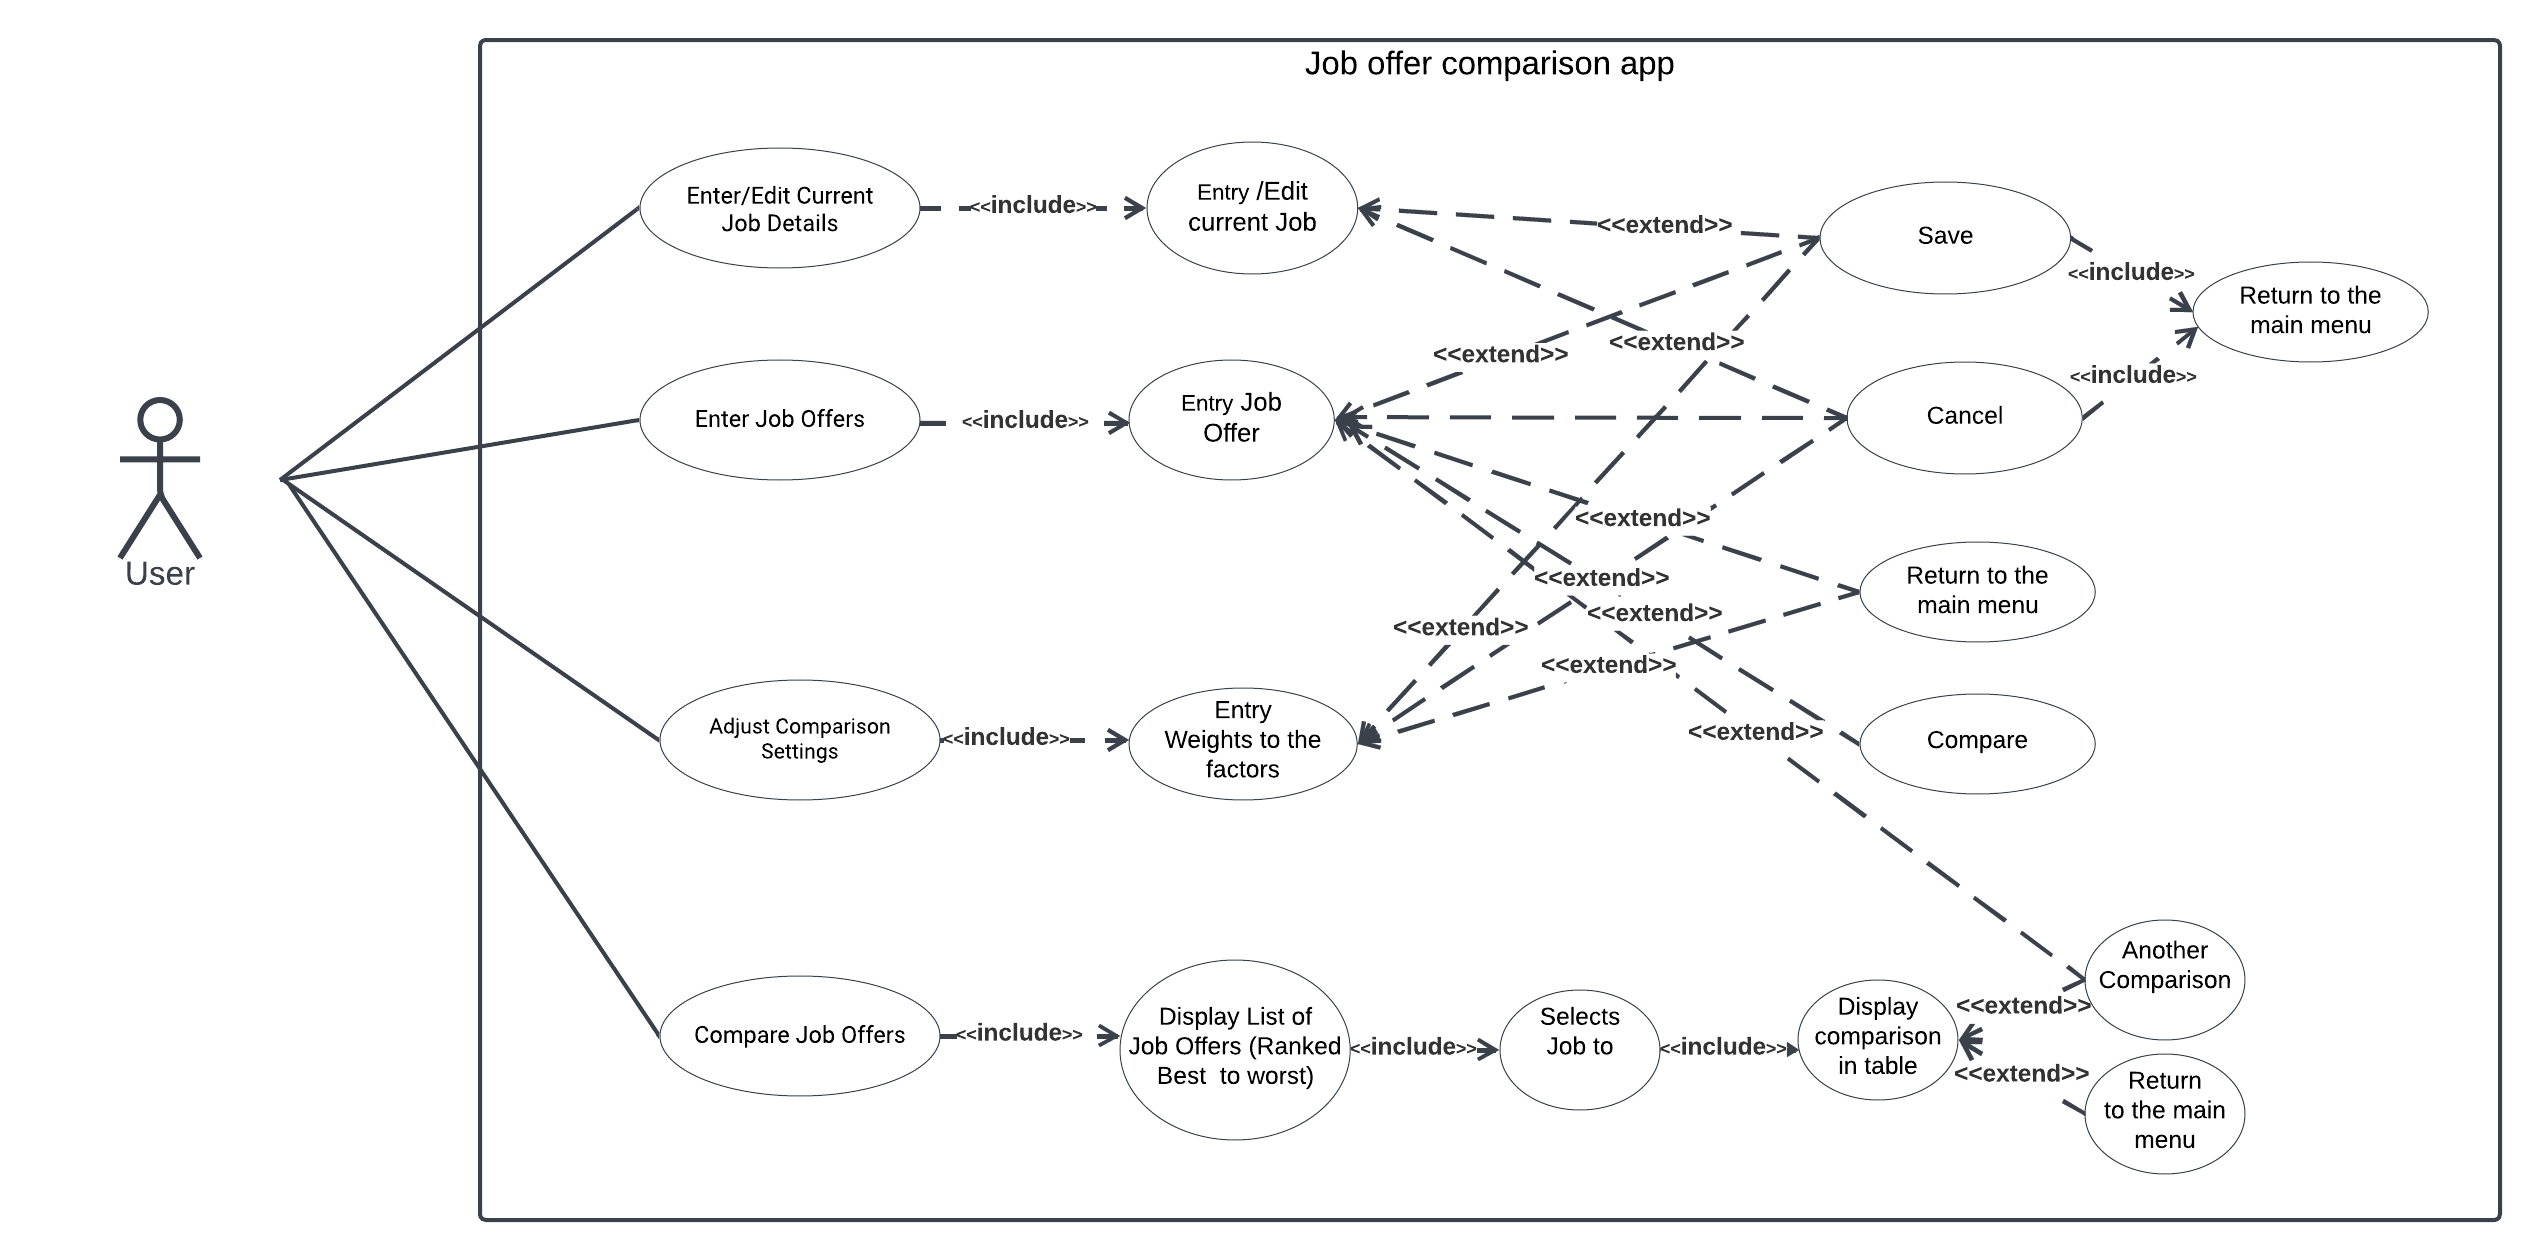 Job offer comparison app
Enter/Edit Current
Job Details
<<include>>
Entry /Edit
current Job
<<extend>>
Save
<<include>>
Return to the
main menu
Enter Job Offers
<<include>>
Entry Job
Offer
<<extend>>
<<extend>>
Cancel
<<include>>
User
<<extend>>
<<extend>>
<<extend>>
<<extend>>
<<extend>>
Return to the
main menu
Adjust Comparison
Settings
<<include>>
Entry
Weights to the
factors
<<extend>>
Compare
Compare Job Offers
<<include>>
Display List of
Job Offers (Ranked
Best  to worst)
<<include>>
Selects
Job to
<<include>>
Display
comparison
in table
<<extend>>
Another
Comparison
<<extend>>
Return
to the main
menu